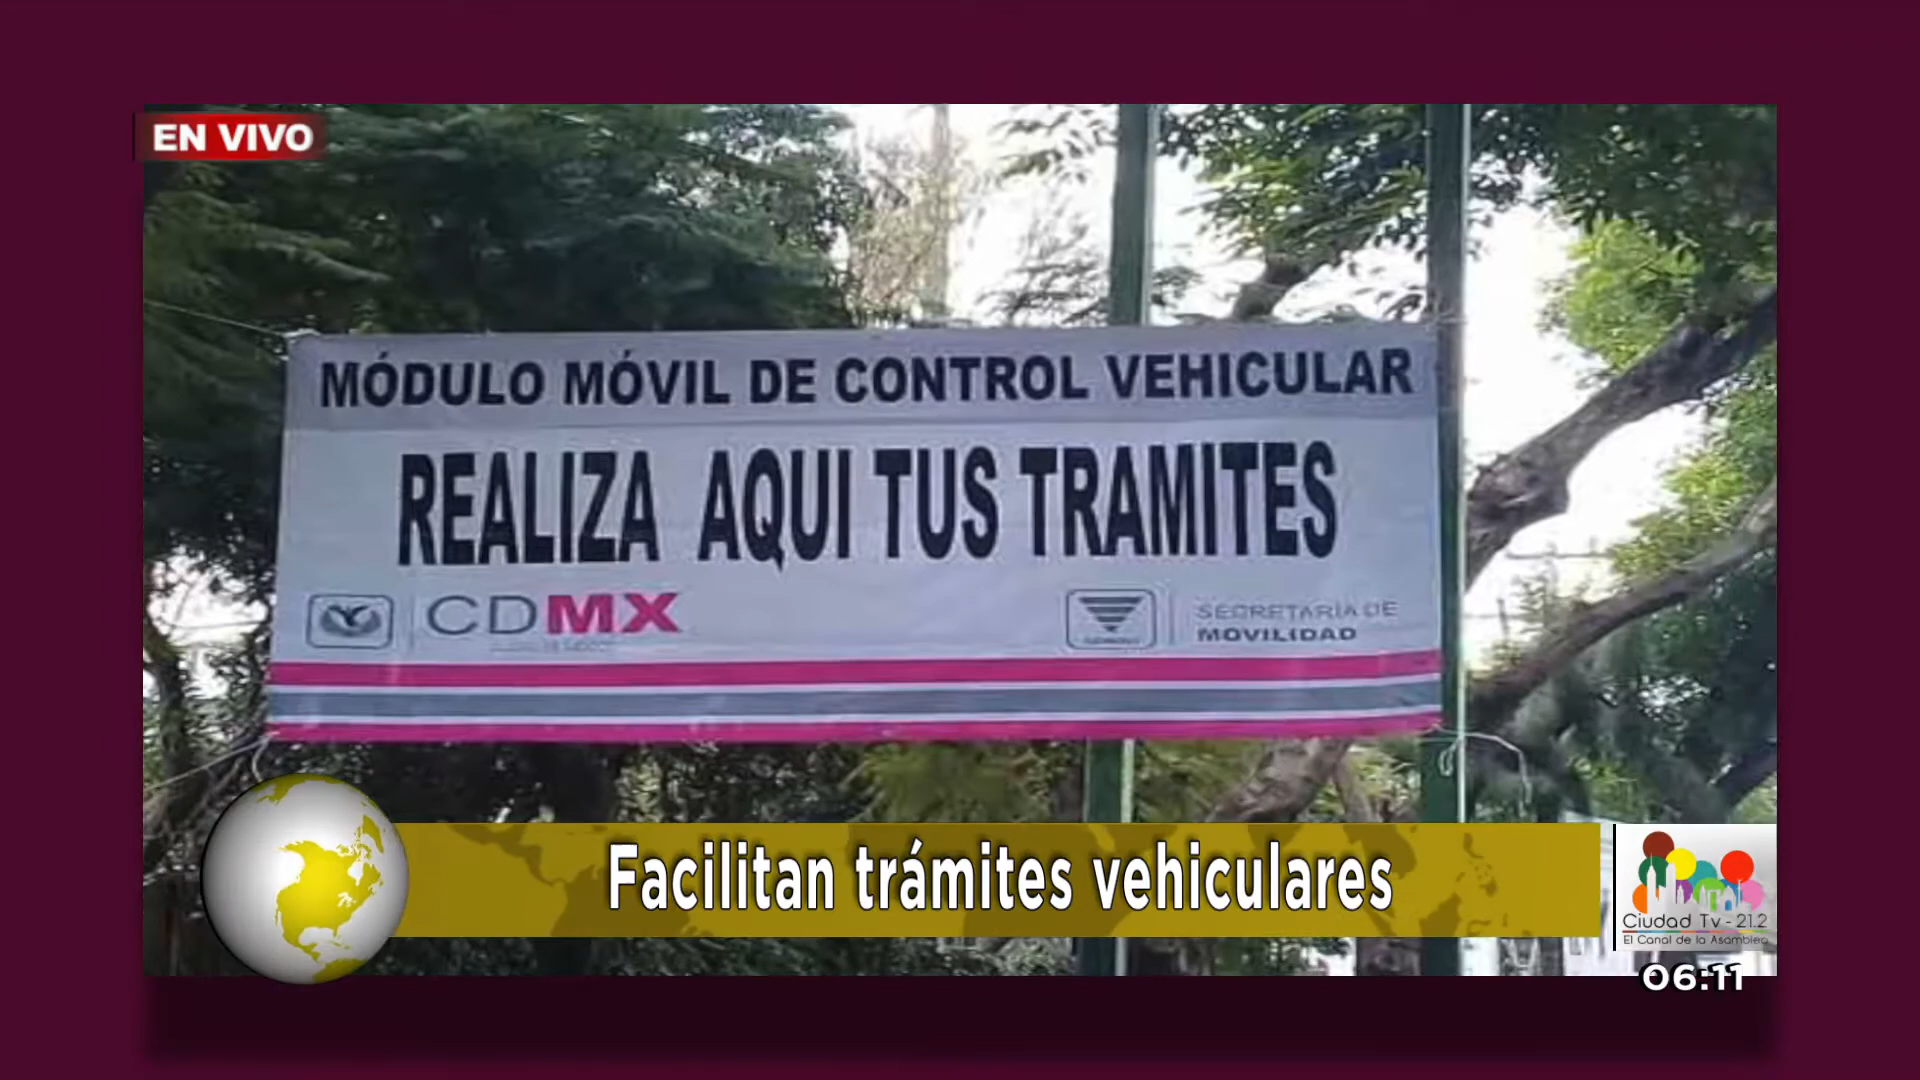 EN VIVO
MÓDULO MÓVIL DE CONTROL VEHICULAR
REALIZA AQUI TUS TRAMITES
CDMX
SECRETARÍA DE
MOVILIDAD
Facilitan trámites vehiculares
Ciudad Tv - 21.2
El Canal de la Asamblea
06:11